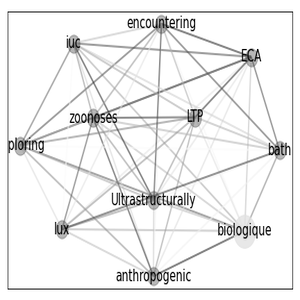 encountering
iuc
ECA
zoonoses
LTP
ploring
bath
Ultrastructurally
lux
biologique
anthropogenic